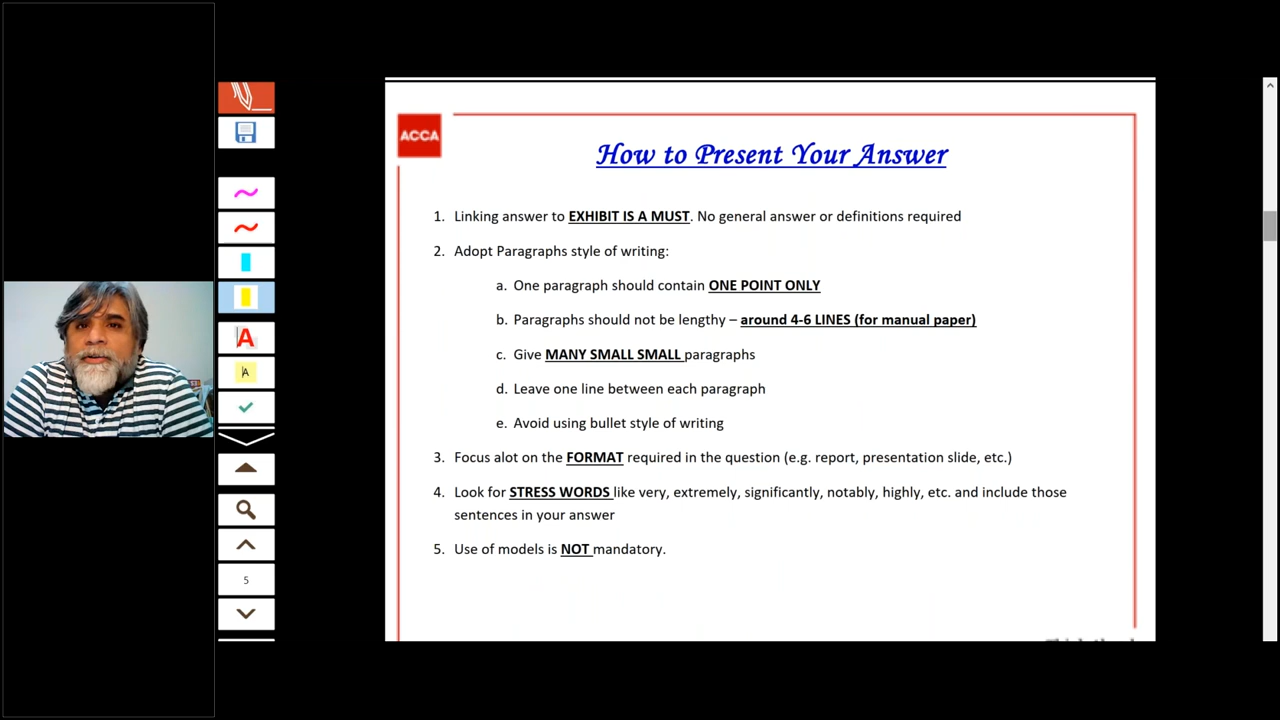 ACCA
How to Present Your Answer
1. Linking answer to EXHIBIT IS A MUST. No general answer or definitions required
2. Adopt Paragraphs style of writing:
a. One paragraph should contain ONE POINT ONLY
b. Paragraphs should not be lengthy – around 4-6 LINES (for manual paper)
c. Give MANY SMALL SMALL paragraphs
d. Leave one line between each paragraph
e. Avoid using bullet style of writing
3. Focus alot on the FORMAT required in the question (e.g. report, presentation slide, etc.)
4. Look for STRESS WORDS like very, extremely, significantly, notably, highly, etc. and include those
sentences in your answer
5. Use of models is NOT mandatory.
A
A
5